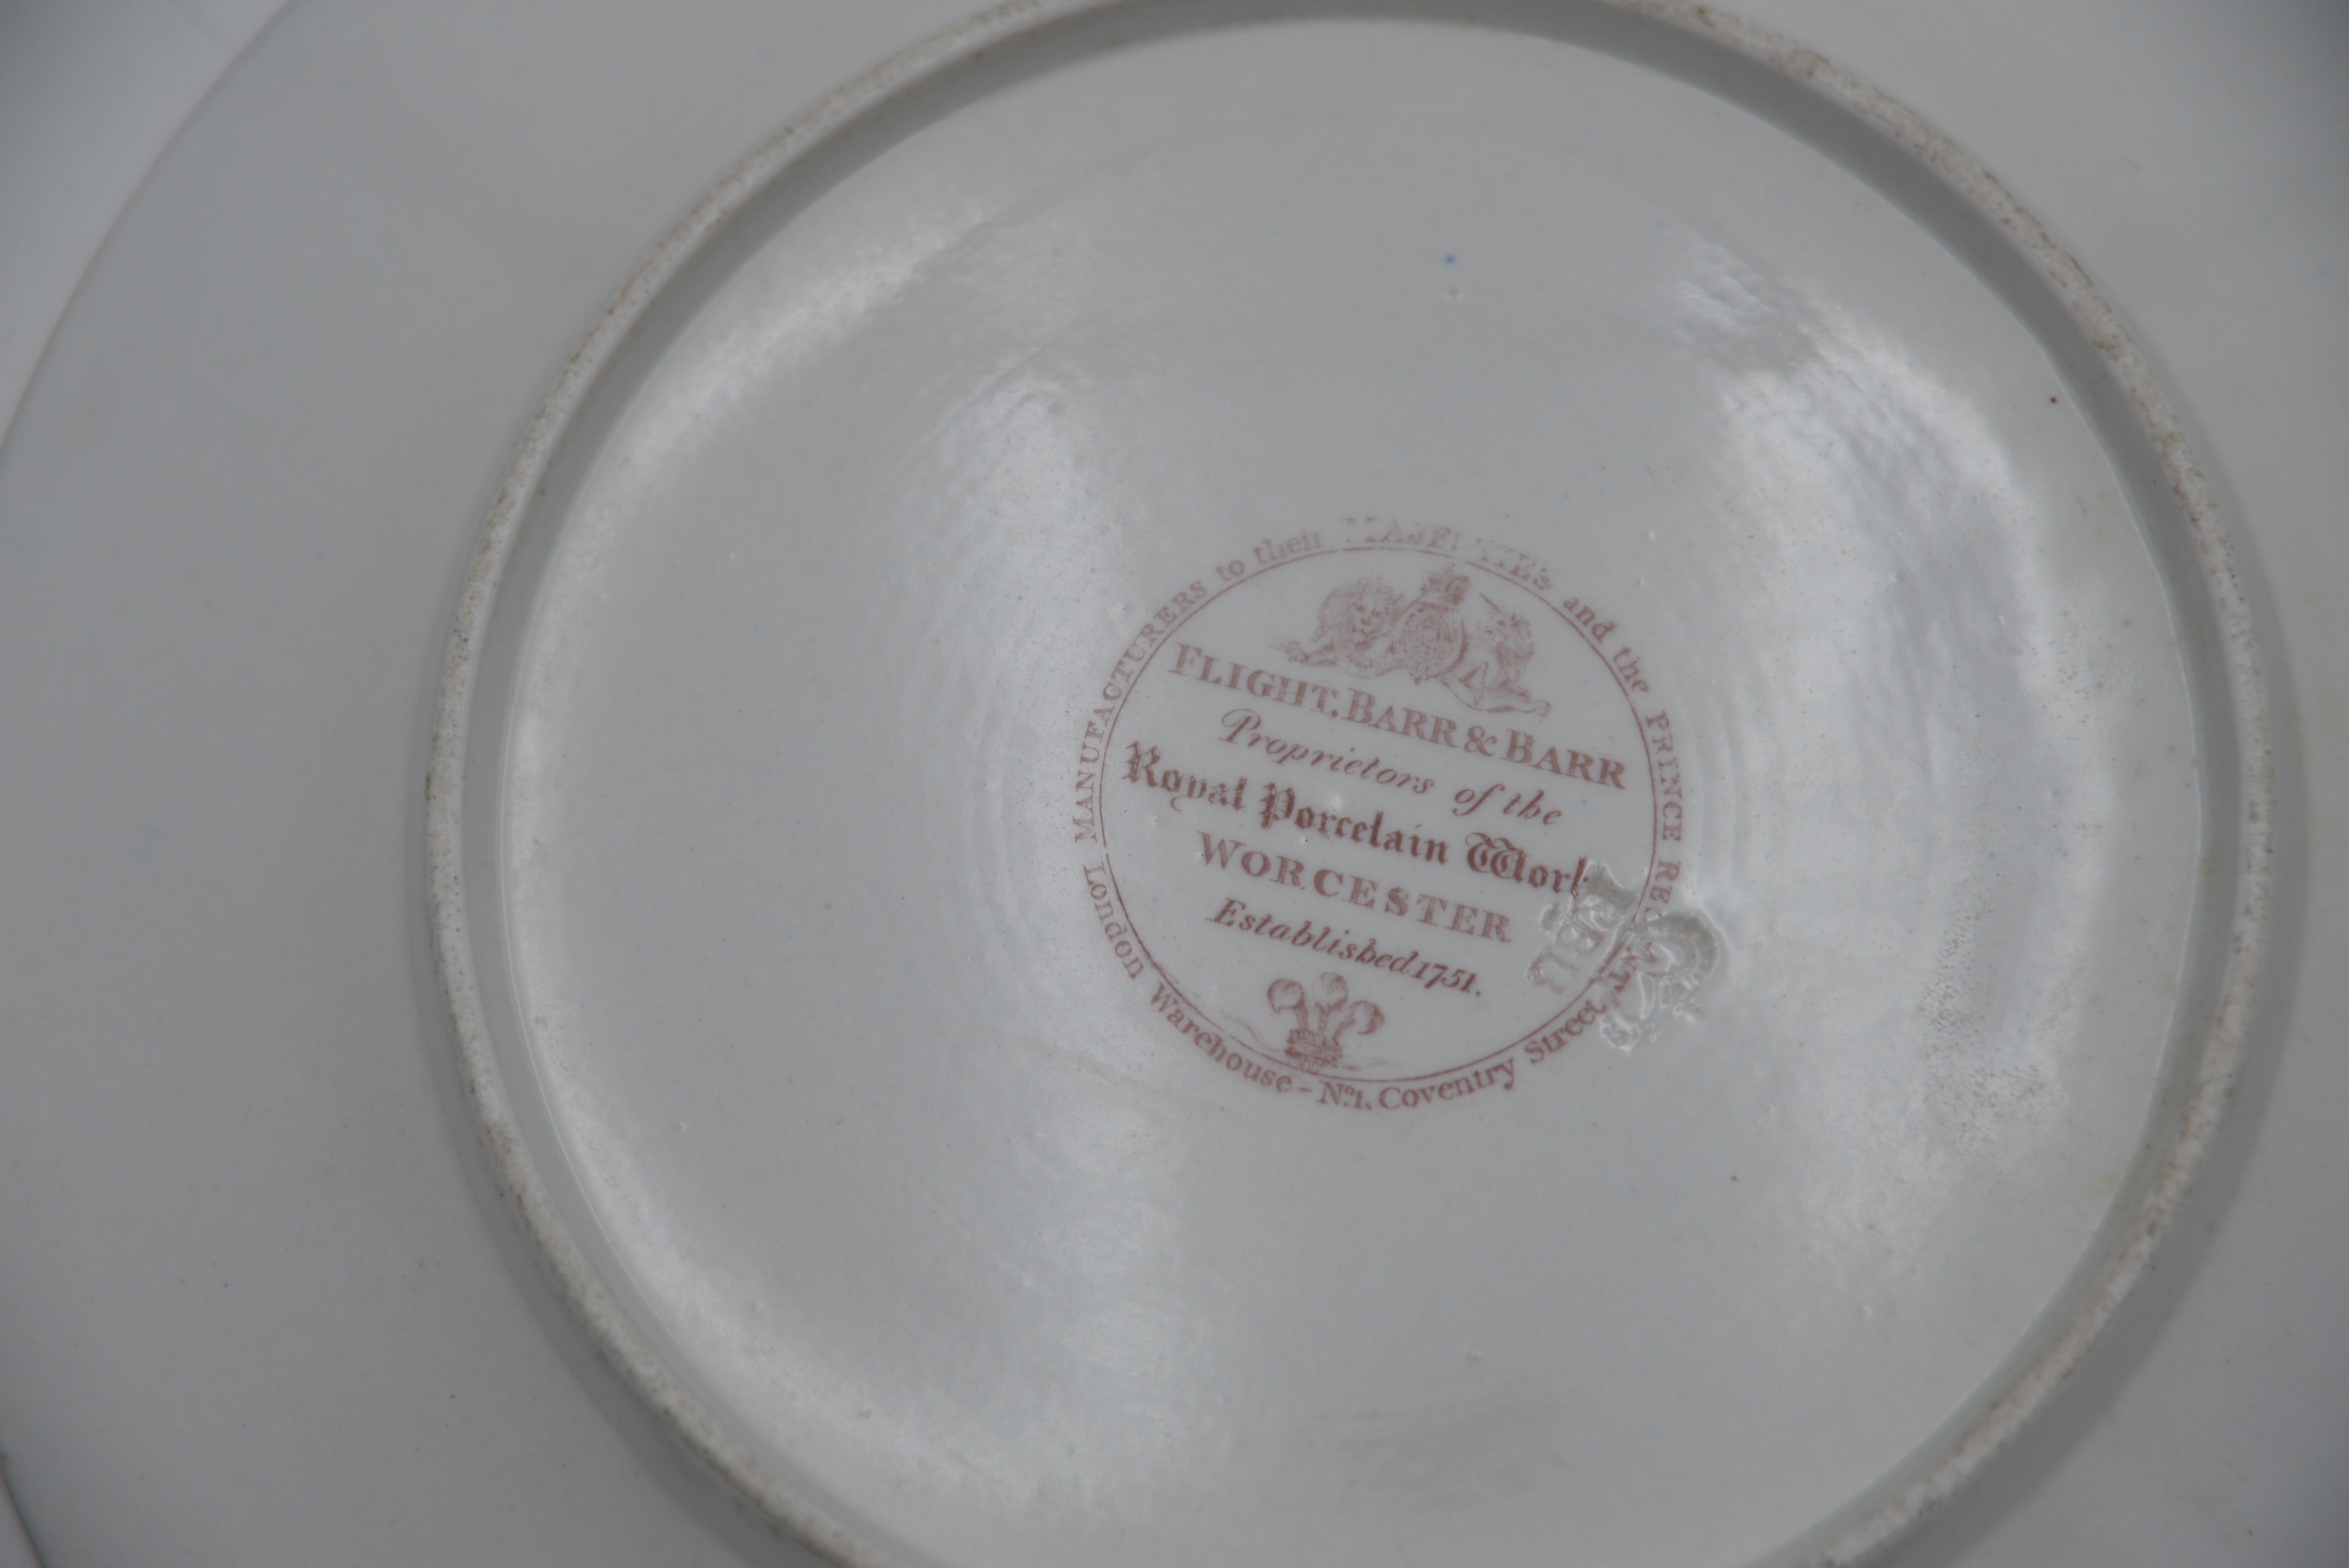 MANUFACTURERS to their MAJESTIES and the PRINCE REGENT
FLIGHT, BARR & BARR
Proprietors of the
Royal Porcelain Work
WORCESTER
Established 1751.
London Warehouse - No. 1, Coventry Street
FBB